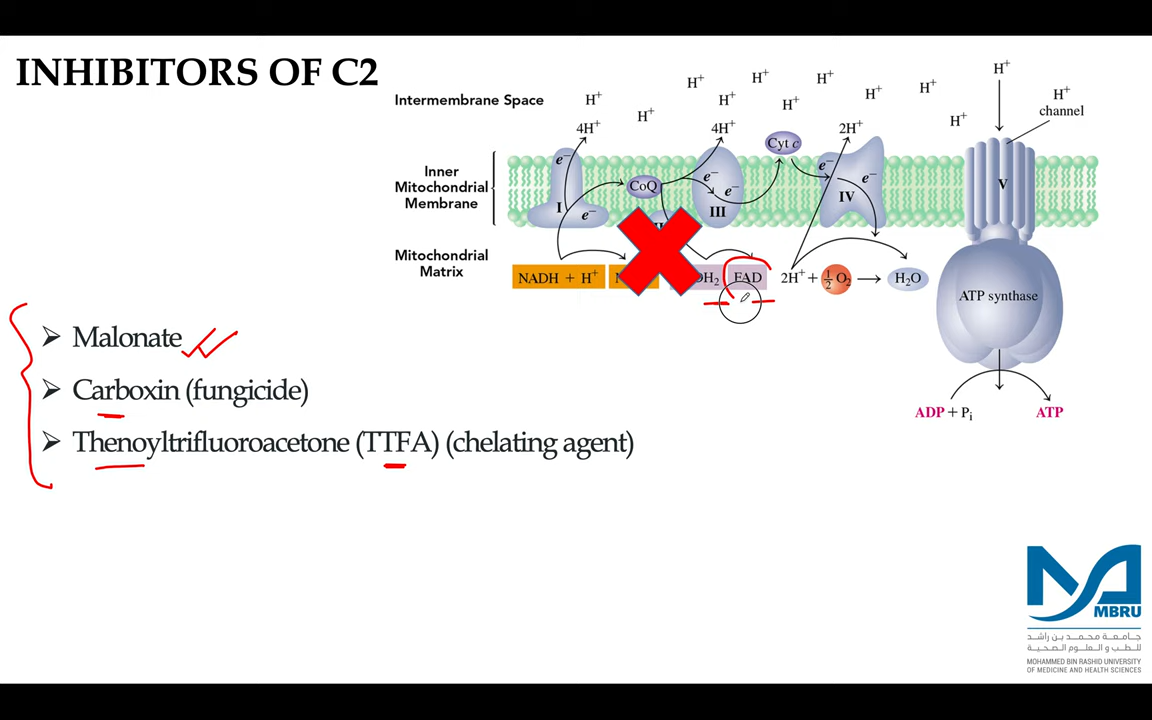 INHIBITORS OF C2
Intermembrane Space
H⁺ H⁺ H⁺ H⁺ H⁺ H⁺ H⁺ H⁺ H⁺ H⁺ H⁺ H⁺
H⁺
channel
4H⁺ 4H⁺ 2H⁺
Cyt c
e⁻ e⁻ e⁻ e⁻ e⁻ e⁻
Inner
Mitochondrial
Membrane
CoQ
I III IV V
Mitochondrial
Matrix
NADH + H⁺
FAD
2H⁺ + ½ O₂ → H₂O
ATP synthase
ADP + Pᵢ ATP
➢ Malonate
➢ Carboxin (fungicide)
➢ Thenoyltrifluoroacetone (TTFA) (chelating agent)
MBRU
جامعة محمد بن راشد
للطب و العلوم الصحية
MOHAMMED BIN RASHID UNIVERSITY
OF MEDICINE AND HEALTH SCIENCES